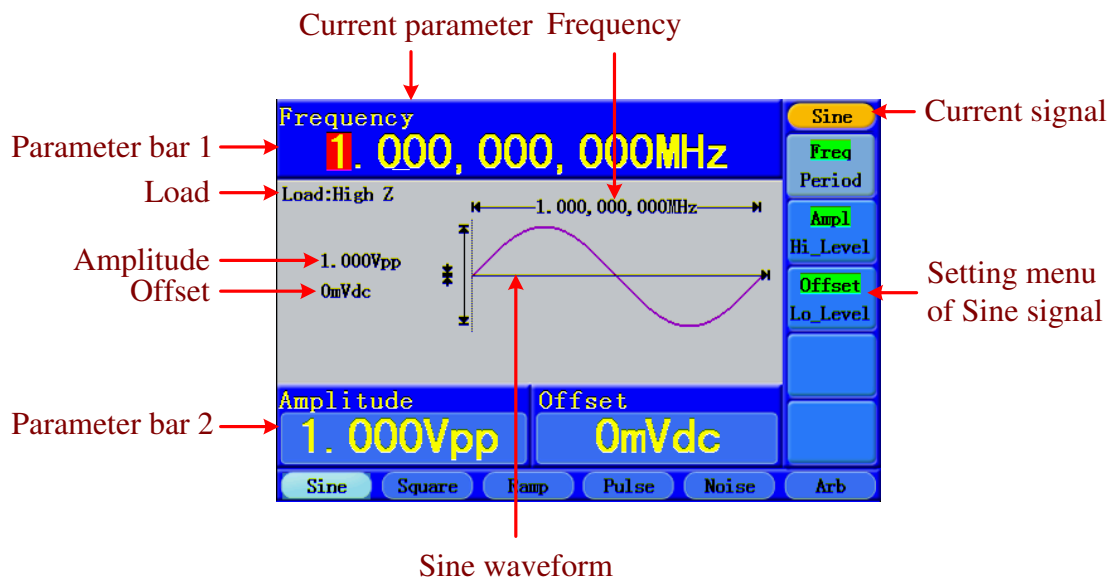 Current parameter
Frequency
Frequency
1.000,000,000MHz
Sine
Current signal
Parameter bar 1
Freq
Period
Load
Load:High Z
1.000,000,000MHz
Ampl
Hi_Level
Amplitude
1.000Vpp
Offset
0mVdc
Offset
Lo_Level
Setting menu
of Sine signal
Amplitude
Offset
Parameter bar 2
1.000Vpp
0mVdc
Sine
Square
Ramp
Pulse
Noise
Arb
Sine waveform